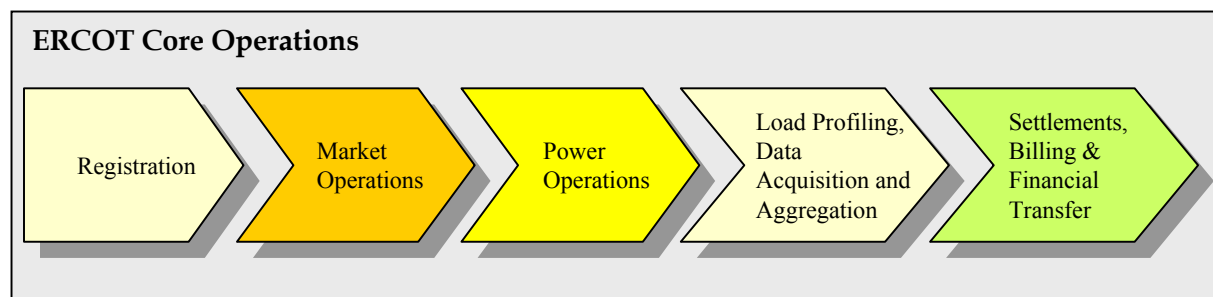 ERCOT Core Operations
Registration
Market
Operations
Power
Operations
Load Profiling,
Data
Acquisition and
Aggregation
Settlements,
Billing &
Financial
Transfer